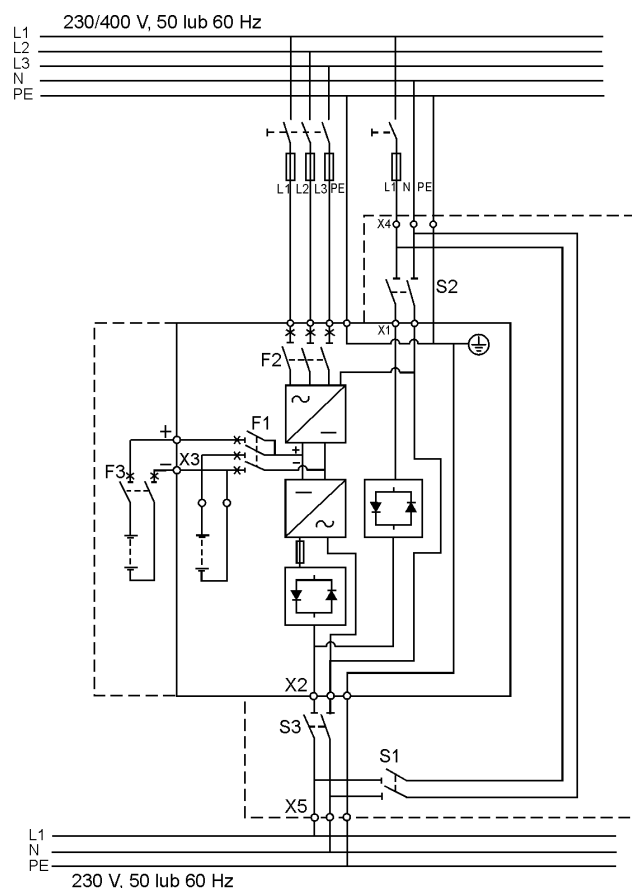 230/400 V, 50 lub 60 Hz
L1
L2
L3
N
PE
L1 L2 L3 PE
L1 N PE
X4
S2
X1
F2
F1
+
X3
F3
−
+
−
X2
S3
S1
X5
L1
N
PE
230 V, 50 lub 60 Hz